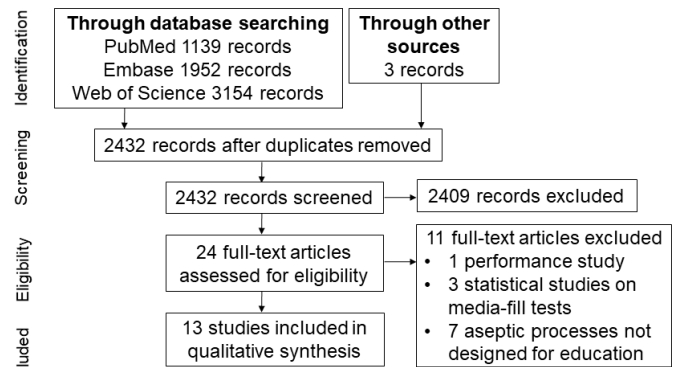 Identification
Through database searching
PubMed 1139 records
Embase 1952 records
Web of Science 3154 records
Through other
sources
3 records
Screening
2432 records after duplicates removed
2432 records screened
2409 records excluded
Eligibility
24 full-text articles
assessed for eligibility
11 full-text articles excluded
• 1 performance study
• 3 statistical studies on
media-fill tests
• 7 aseptic processes not
designed for education
luded
13 studies included in
qualitative synthesis